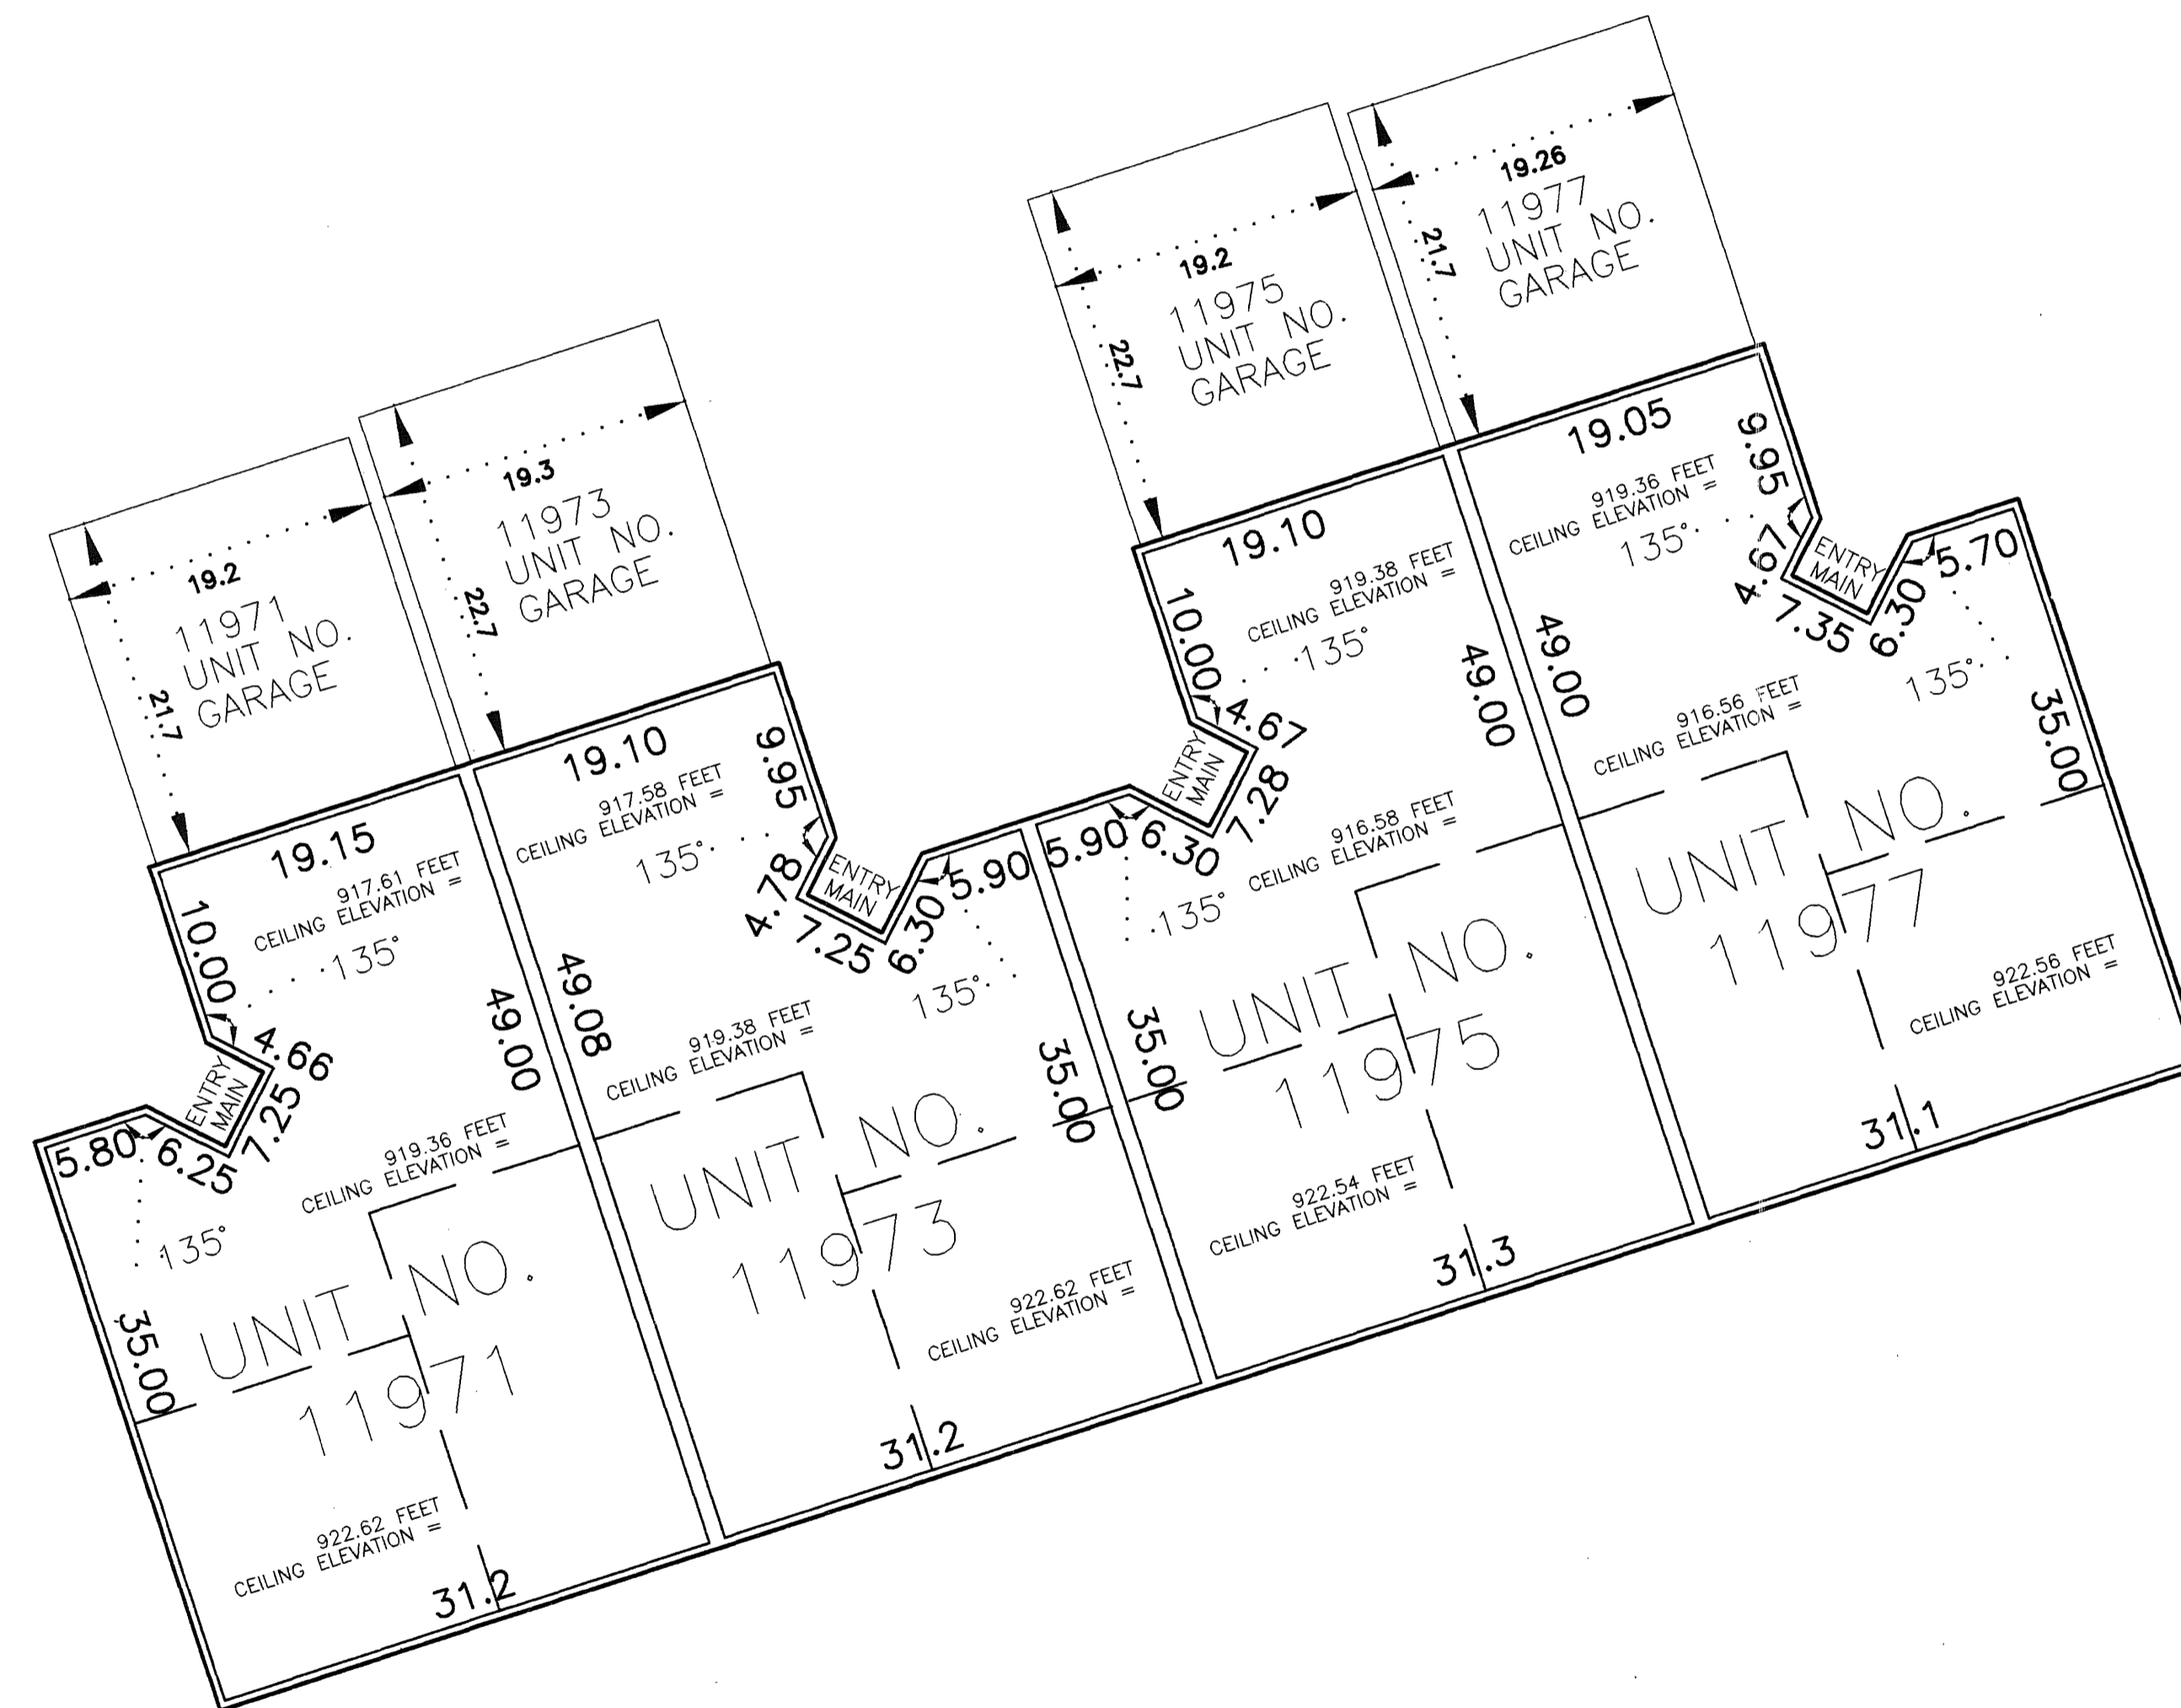 19.2
11971
UNIT NO.
GARAGE
21.7
19.3
11973
UNIT NO.
GARAGE
22.7
19.2
11975
UNIT NO.
GARAGE
22.7
19.26
11977
UNIT NO.
GARAGE
21.7
19.15
917.61 FEET
CEILING ELEVATION =
10.00
135°
4.66
ENTRY
MAIN
7.25
49.00
5.80
6.25
135°
919.36 FEET
CEILING ELEVATION =
35.00
UNIT NO.
11971
922.62 FEET
CEILING ELEVATION =
31.2
19.10
917.58 FEET
CEILING ELEVATION =
9.95
135°
4.78
ENTRY
MAIN
7.25
6.30
5.90
49.08
135°
919.38 FEET
CEILING ELEVATION =
35.00
UNIT NO.
11973
922.62 FEET
CEILING ELEVATION =
31.2
19.10
919.38 FEET
CEILING ELEVATION =
10.00
135°
4.67
ENTRY
MAIN
7.28
49.00
5.90
6.30
135°
916.58 FEET
CEILING ELEVATION =
35.00
UNIT NO.
11975
922.54 FEET
CEILING ELEVATION =
31.3
19.05
919.36 FEET
CEILING ELEVATION =
9.95
135°
4.67
ENTRY
MAIN
7.35
6.30
5.70
49.00
135°
916.56 FEET
CEILING ELEVATION =
35.00
UNIT NO.
11977
922.56 FEET
CEILING ELEVATION =
31.1